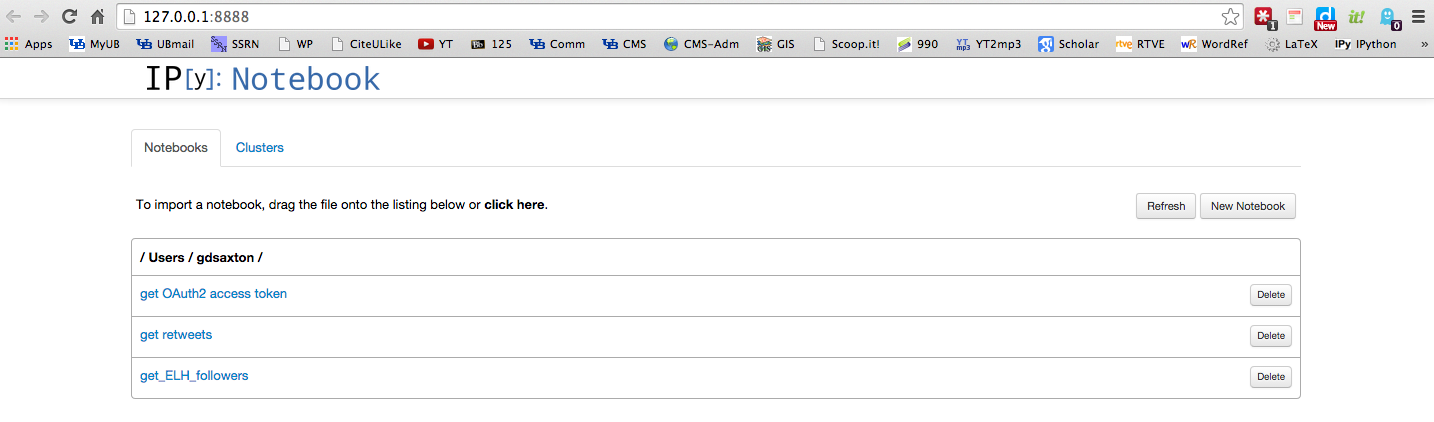 127.0.0.1:8888
1 New 0
Apps MyUB UBmail SSRN WP CiteULike YT 125 Comm CMS CMS-Adm GIS Scoop.it! 990 YT2mp3 Scholar RTVE WordRef LaTeX IPython »
IP[y]: Notebook
Notebooks Clusters
To import a notebook, drag the file onto the listing below or click here. Refresh New Notebook
/ Users / gdsaxton /
get OAuth2 access token Delete
get retweets Delete
get_ELH_followers Delete